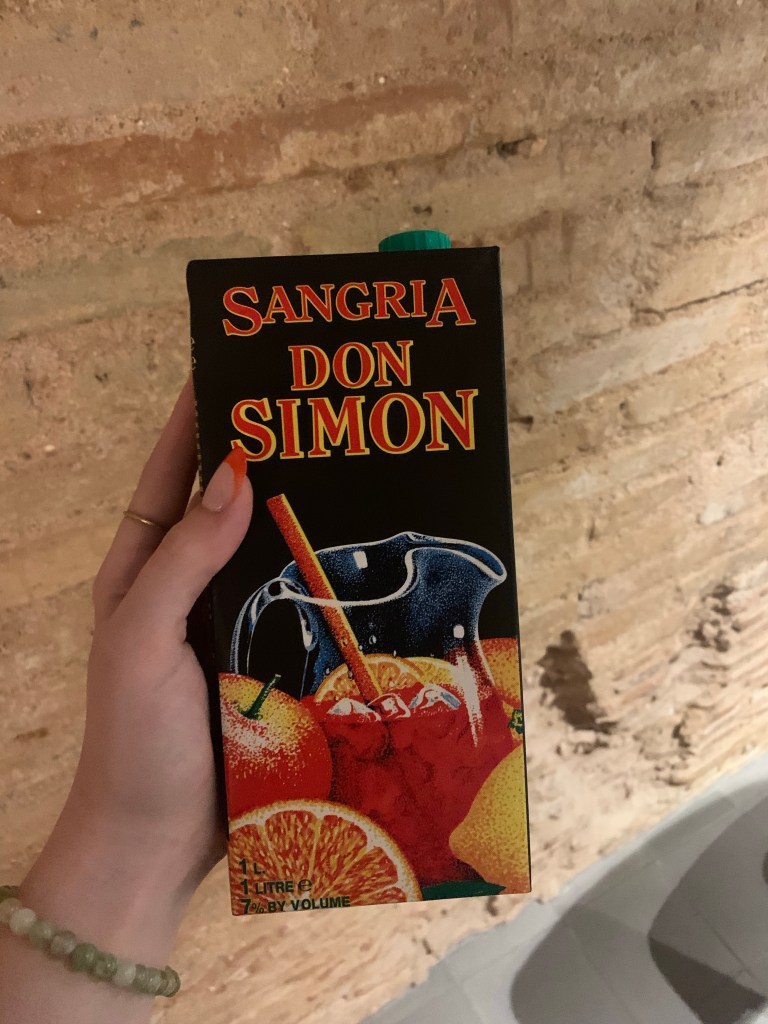 SANGRIA
DON
SIMON
1 L.
1 LITRE ℮
7% BY VOLUME